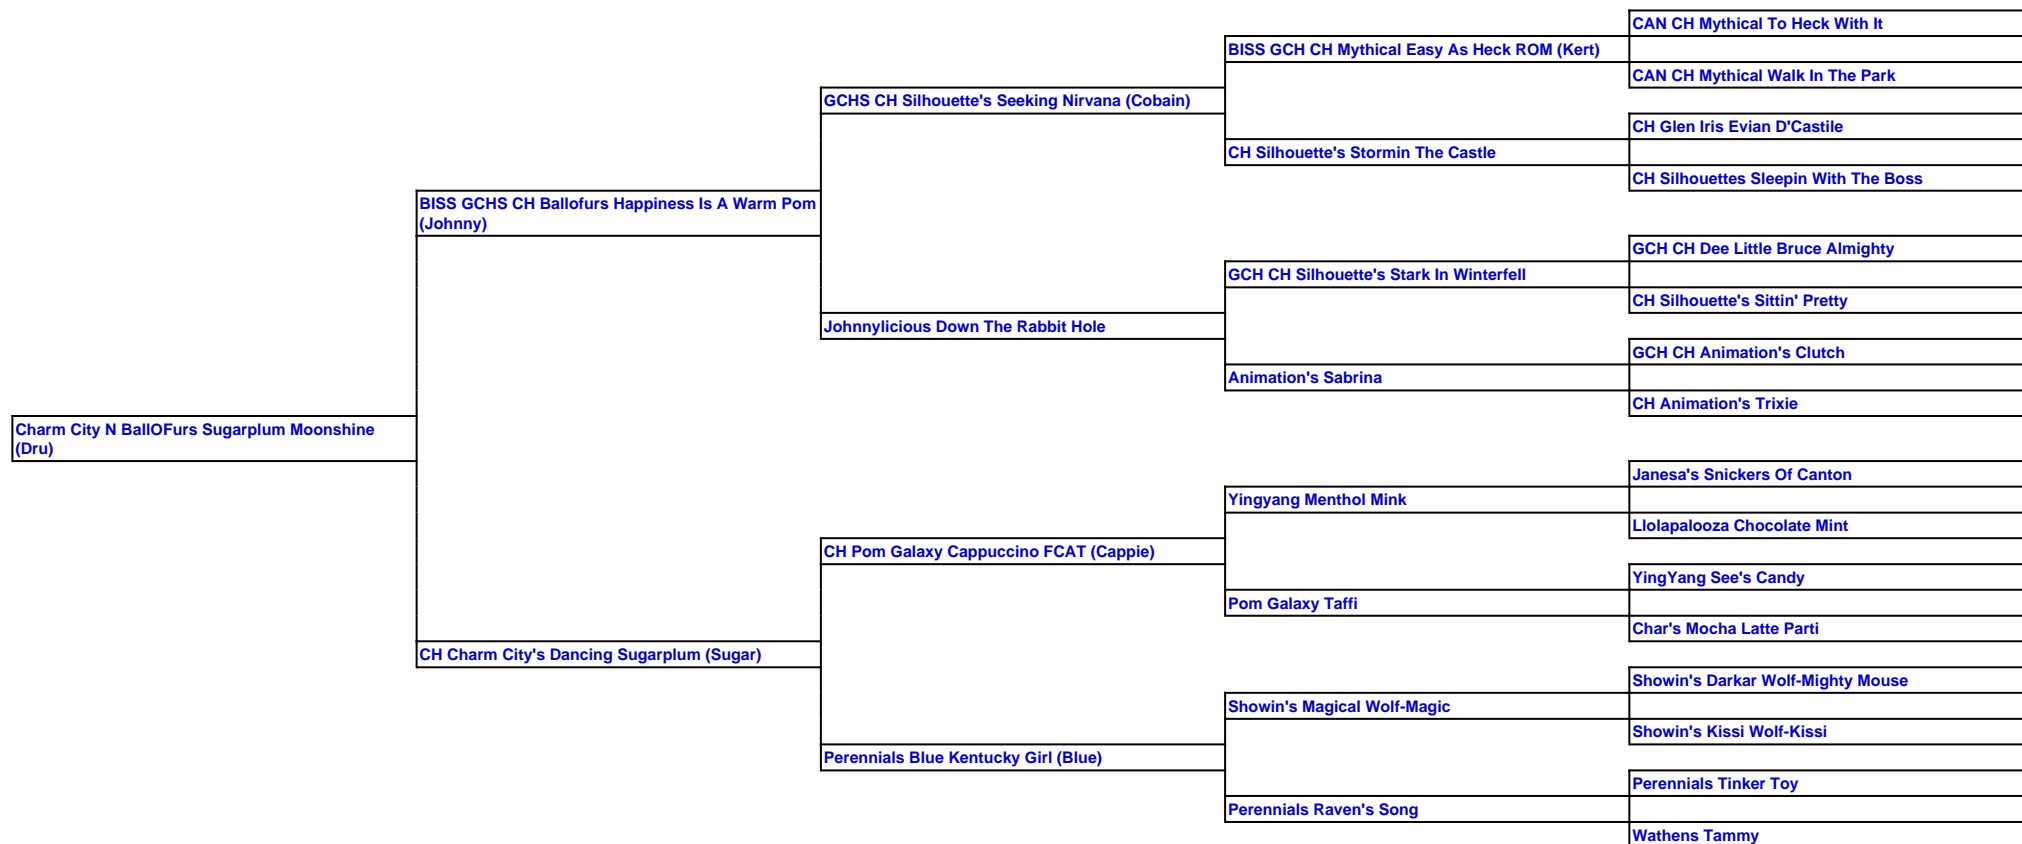 CAN CH Mythical To Heck With It
BISS GCH CH Mythical Easy As Heck ROM (Kert)
CAN CH Mythical Walk In The Park
GCHS CH Silhouette's Seeking Nirvana (Cobain)
CH Glen Iris Evian D'Castile
CH Silhouette's Stormin The Castle
CH Silhouettes Sleepin With The Boss
BISS GCHS CH Ballofurs Happiness Is A Warm Pom
(Johnny)
GCH CH Dee Little Bruce Almighty
GCH CH Silhouette's Stark In Winterfell
CH Silhouette's Sittin' Pretty
Johnnylicious Down The Rabbit Hole
GCH CH Animation's Clutch
Animation's Sabrina
CH Animation's Trixie
Charm City N BallOFurs Sugarplum Moonshine
(Dru)
Janesa's Snickers Of Canton
Yingyang Menthol Mink
Llolapalooza Chocolate Mint
CH Pom Galaxy Cappuccino FCAT (Cappie)
YingYang See's Candy
Pom Galaxy Taffi
Char's Mocha Latte Parti
CH Charm City's Dancing Sugarplum (Sugar)
Showin's Darkar Wolf-Mighty Mouse
Showin's Magical Wolf-Magic
Showin's Kissi Wolf-Kissi
Perennials Blue Kentucky Girl (Blue)
Perennials Tinker Toy
Perennials Raven's Song
Wathens Tammy